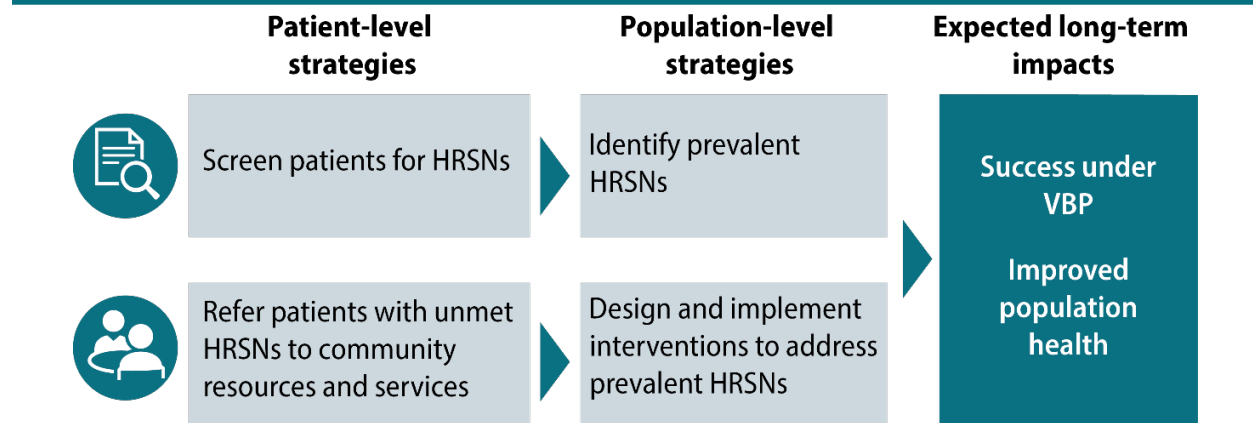 Patient-level
strategies
Population-level
strategies
Expected long-term
impacts
Screen patients for HRSNs
Identify prevalent
HRSNs
Refer patients with unmet
HRSNs to community
resources and services
Design and implement
interventions to address
prevalent HRSNs
Success under
VBP
Improved
population
health